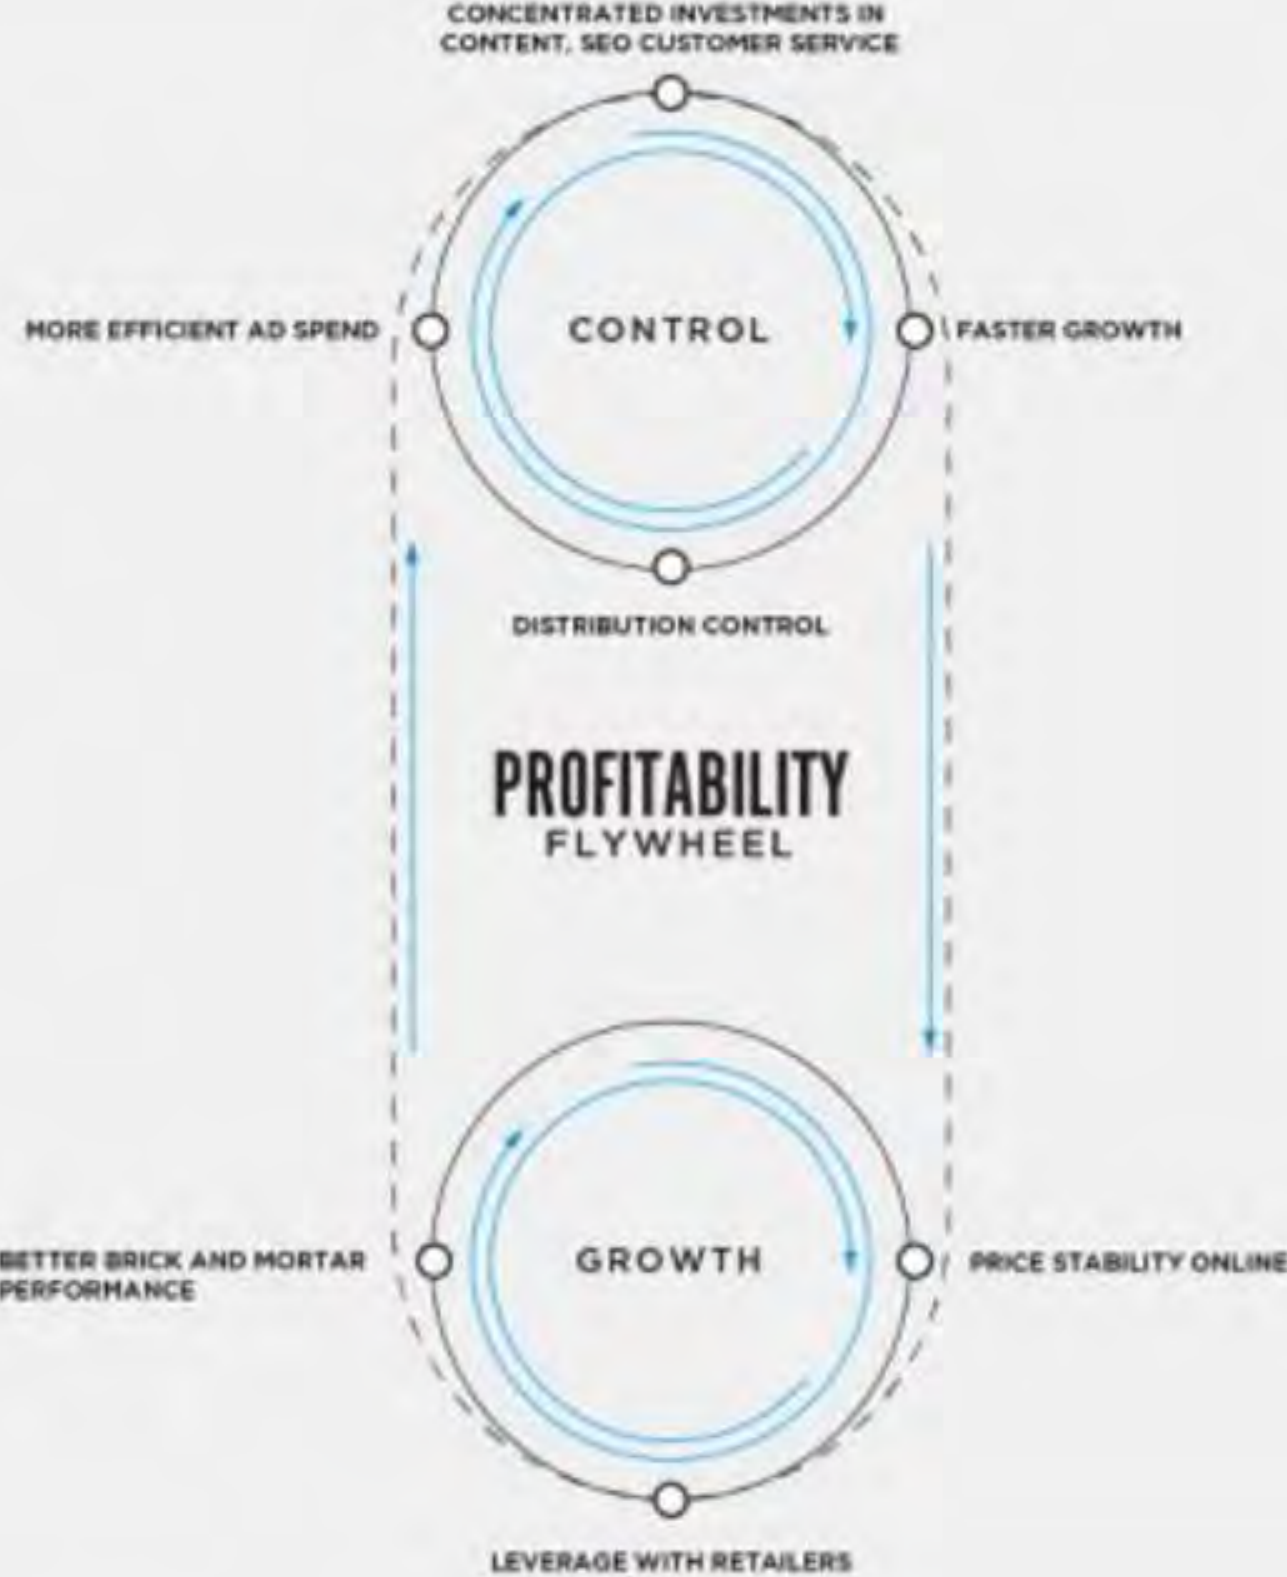 CONCENTRATED INVESTMENTS IN
CONTENT, SEO CUSTOMER SERVICE
MORE EFFICIENT AD SPEND
CONTROL
FASTER GROWTH
DISTRIBUTION CONTROL
PROFITABILITY
FLYWHEEL
BETTER BRICK AND MORTAR
PERFORMANCE
GROWTH
PRICE STABILITY ONLINE
LEVERAGE WITH RETAILERS